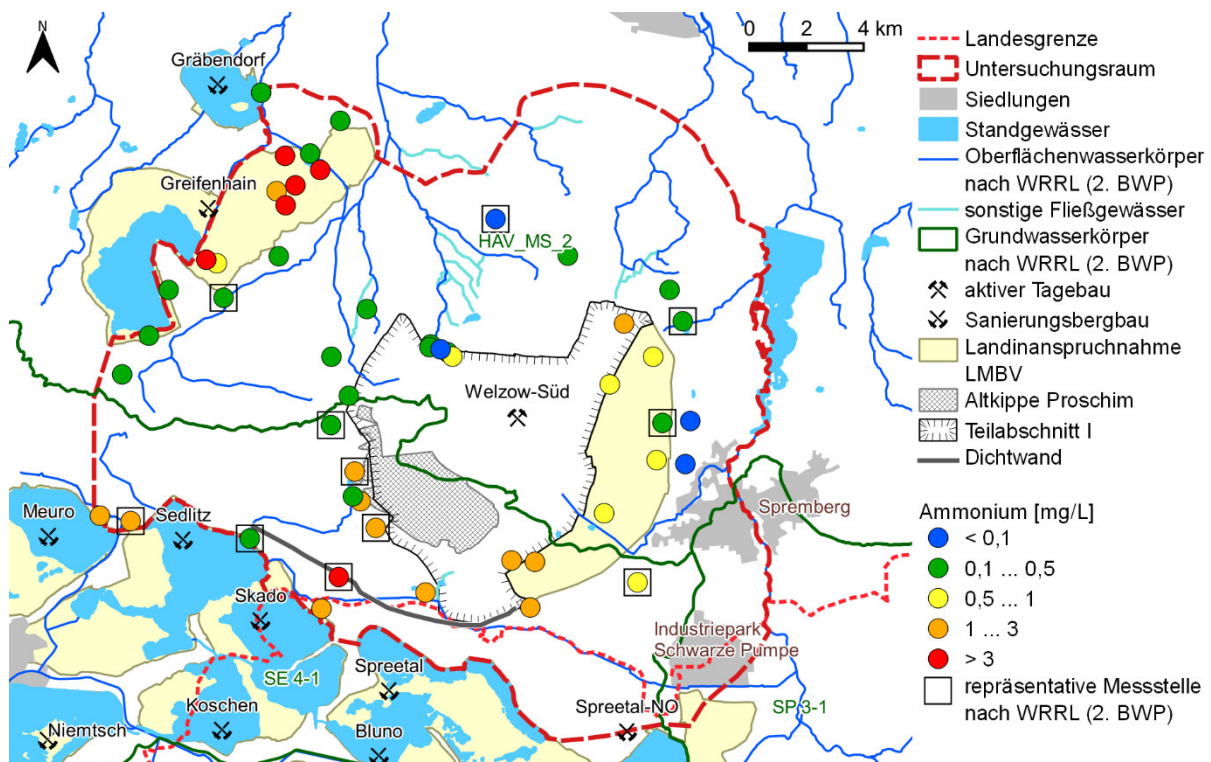 N
0 2 4 km
Gräbendorf
Greifenhain
HAV_MS_2
Welzow-Süd
Meuro
Sedlitz
Spremberg
Skado
Industriepark
Schwarze Pumpe
Spreetal
SE 4-1
Koschen
Spreetal-NO
SP 3-1
Niemtsch
Bluno
Landesgrenze
Untersuchungsraum
Siedlungen
Standgewässer
Oberflächenwasserkörper
nach WRRL (2. BWP)
sonstige Fließgewässer
Grundwasserkörper
nach WRRL (2. BWP)
aktiver Tagebau
Sanierungsbergbau
Landinanspruchnahme
LMBV
Altkippe Proschim
Teilabschnitt I
Dichtwand
Ammonium [mg/L]
< 0,1
0,1 ... 0,5
0,5 ... 1
1 ... 3
> 3
repräsentative Messstelle
nach WRRL (2. BWP)